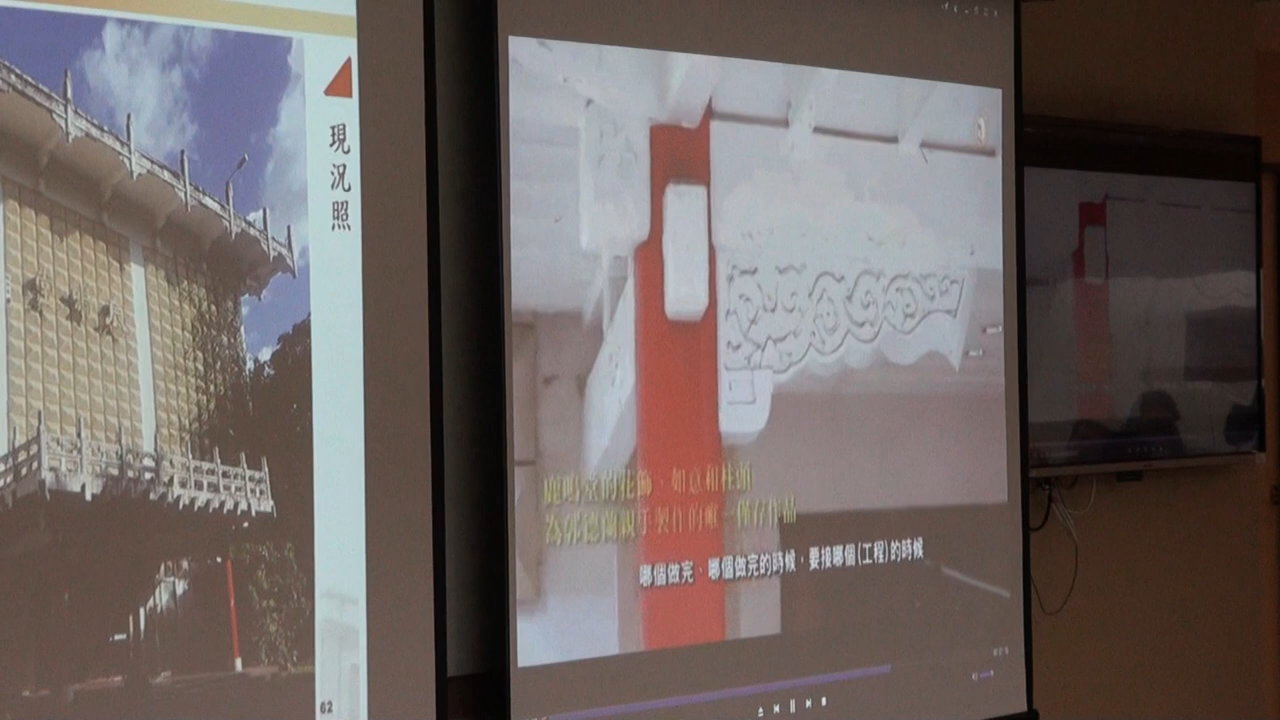 現況照
62
鹿鳴堂的花飾、如意和柱頭
為郭德蘭親手製作的唯一僅存作品
哪個做完、哪個做完的時候，要接哪個(工程)的時候